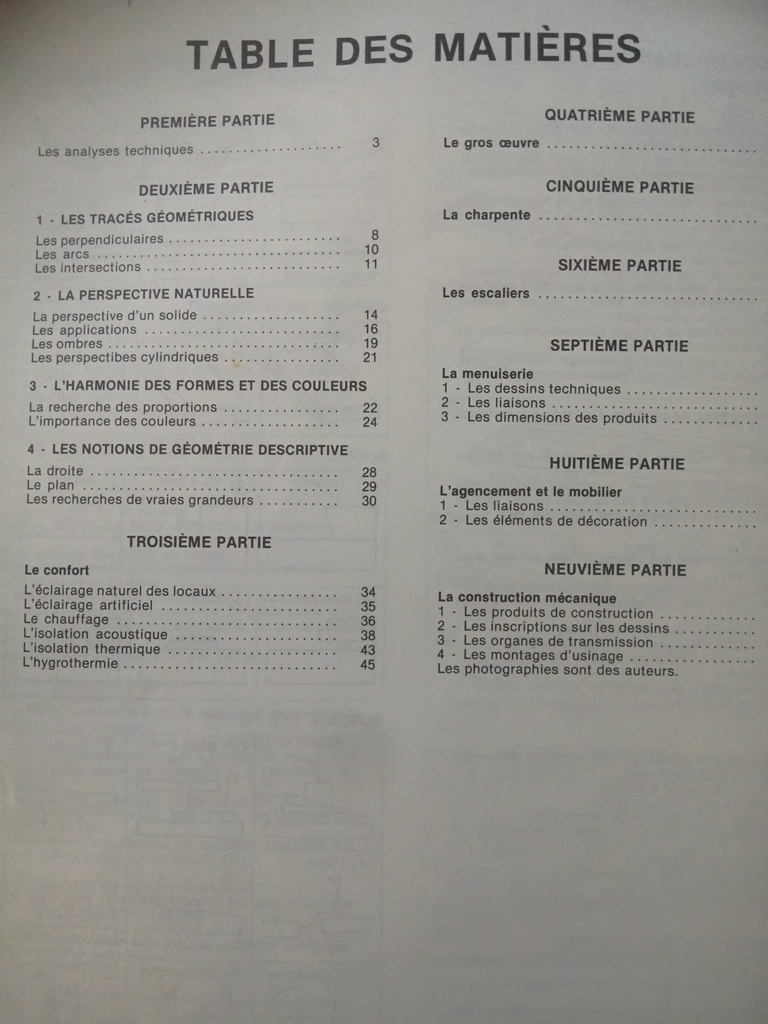 TABLE DES MATIÈRES
PREMIÈRE PARTIE
Les analyses techniques .................... 3
DEUXIÈME PARTIE
1 - LES TRACÉS GÉOMÉTRIQUES
Les perpendiculaires ........................ 8
Les arcs .................................. 10
Les intersections ........................... 11
2 - LA PERSPECTIVE NATURELLE
La perspective d'un solide ................... 14
Les applications ........................... 16
Les ombres ................................ 19
Les perspectibes cylindriques ................ 21
3 - L'HARMONIE DES FORMES ET DES COULEURS
La recherche des proportions ................ 22
L'importance des couleurs .................... 24
4 - LES NOTIONS DE GÉOMÉTRIE DESCRIPTIVE
La droite .................................. 28
Le plan ................................... 29
Les recherches de vraies grandeurs ........... 30
TROISIÈME PARTIE
Le confort
L'éclairage naturel des locaux ................ 34
L'éclairage artificiel ........................ 35
Le chauffage .............................. 36
L'isolation acoustique ....................... 38
L'isolation thermique ........................ 43
L'hygrothermie .............................. 45
QUATRIÈME PARTIE
Le gros œuvre .............................
CINQUIÈME PARTIE
La charpente ..............................
SIXIÈME PARTIE
Les escaliers ..............................
SEPTIÈME PARTIE
La menuiserie
1 - Les dessins techniques ..................
2 - Les liaisons ............................
3 - Les dimensions des produits .............
HUITIÈME PARTIE
L'agencement et le mobilier
1 - Les liaisons ............................
2 - Les éléments de décoration ..............
NEUVIÈME PARTIE
La construction mécanique
1 - Les produits de construction .............
2 - Les inscriptions sur les dessins ...........
3 - Les organes de transmission .............
4 - Les montages d'usinage .................
Les photographies sont des auteurs.